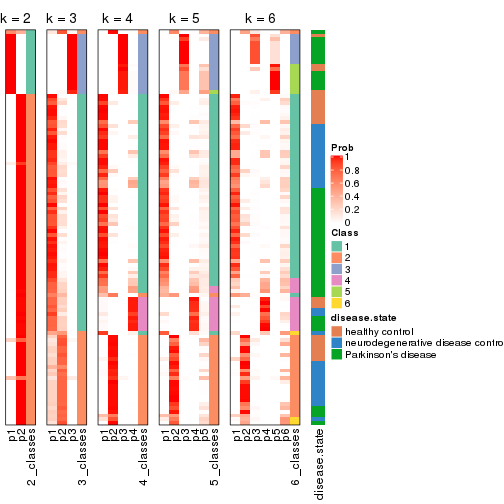 k = 2
k = 3
k = 4
k = 5
k = 6
p1
p2
2_classes
p1
p2
p3
3_classes
p1
p2
p3
p4
4_classes
p1
p2
p3
p4
p5
5_classes
p1
p2
p3
p4
p5
p6
6_classes
disease.state
Prob
1
0.8
0.6
0.4
0.2
0
Class
1
2
3
4
5
6
disease.state
healthy control
neurodegenerative disease contro
Parkinson's disease